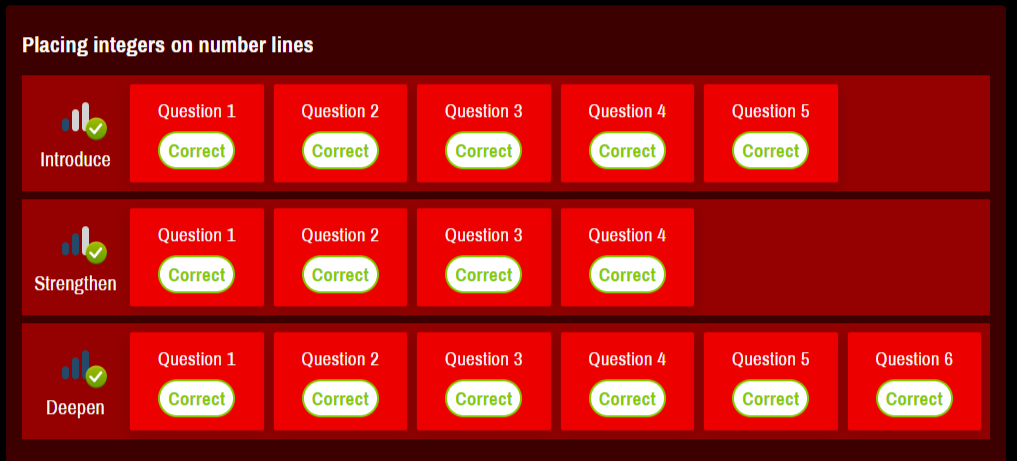 Placing integers on number lines
Introduce
Question 1
Correct
Question 2
Correct
Question 3
Correct
Question 4
Correct
Question 5
Correct
Strengthen
Question 1
Correct
Question 2
Correct
Question 3
Correct
Question 4
Correct
Deepen
Question 1
Correct
Question 2
Correct
Question 3
Correct
Question 4
Correct
Question 5
Correct
Question 6
Correct